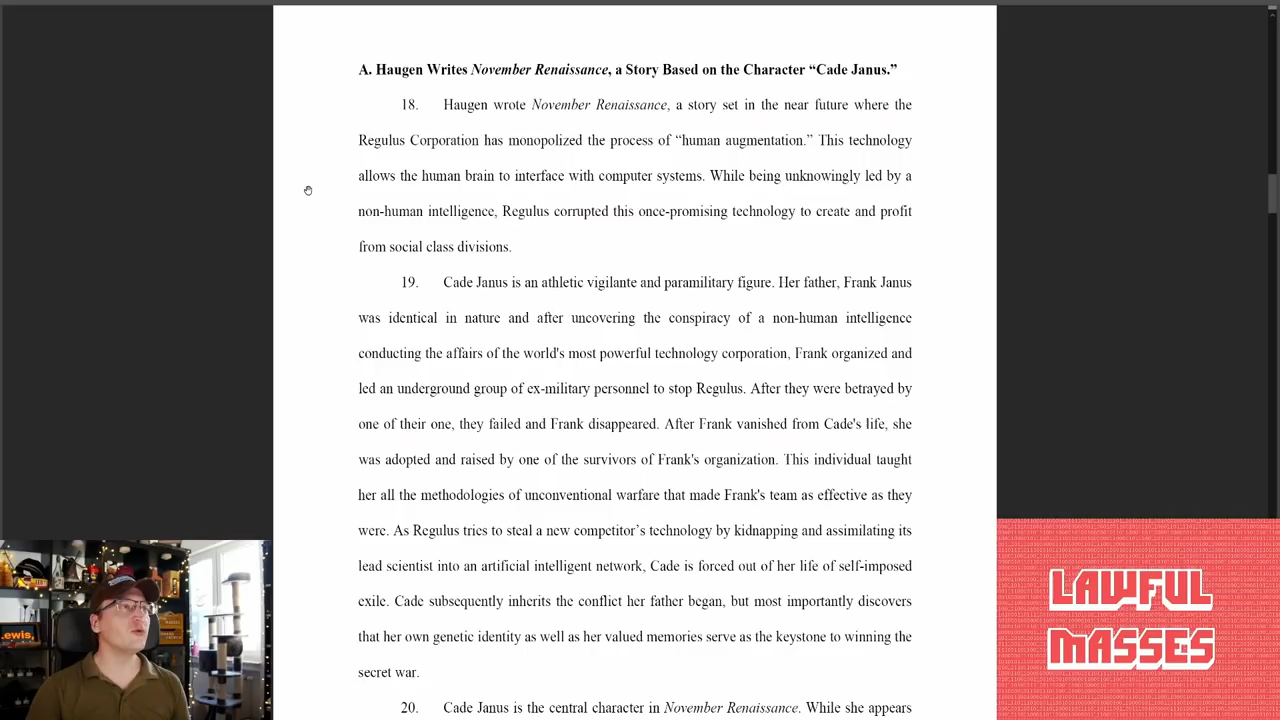 A. Haugen Writes November Renaissance, a Story Based on the Character “Cade Janus.”
18. Haugen wrote November Renaissance, a story set in the near future where the
Regulus Corporation has monopolized the process of “human augmentation.” This technology
allows the human brain to interface with computer systems. While being unknowingly led by a
non-human intelligence, Regulus corrupted this once-promising technology to create and profit
from social class divisions.
19. Cade Janus is an athletic vigilante and paramilitary figure. Her father, Frank Janus
was identical in nature and after uncovering the conspiracy of a non-human intelligence
conducting the affairs of the world's most powerful technology corporation, Frank organized and
led an underground group of ex-military personnel to stop Regulus. After they were betrayed by
one of their one, they failed and Frank disappeared. After Frank vanished from Cade's life, she
was adopted and raised by one of the survivors of Frank's organization. This individual taught
her all the methodologies of unconventional warfare that made Frank's team as effective as they
were. As Regulus tries to steal a new competitor’s technology by kidnapping and assimilating its
lead scientist into an artificial intelligent network, Cade is forced out of her life of self-imposed
exile. Cade subsequently inherits the conflict her father began, but most importantly discovers
that her own genetic identity as well as her valued memories serve as the keystone to winning the
secret war.
20. Cade Janus is the central character in November Renaissance. While she appears
LAWFUL
MASSES